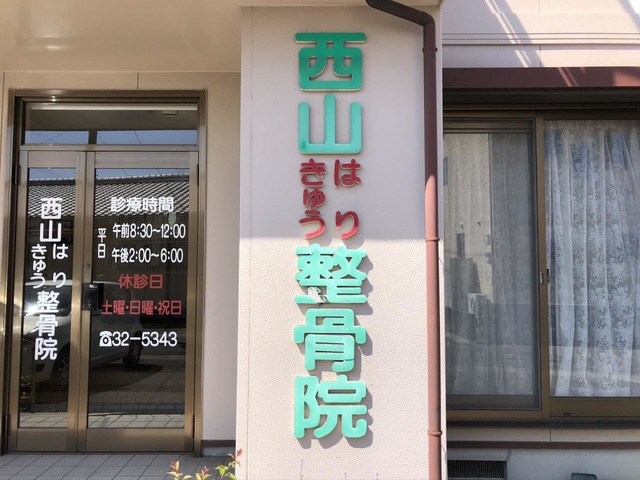 西山はりきゅう整骨院
西山はりきゅう整骨院
診療時間
平日
午前8:30～12:00
午後2:00～6:00
休診日
土曜・日曜・祝日
☎32-5343